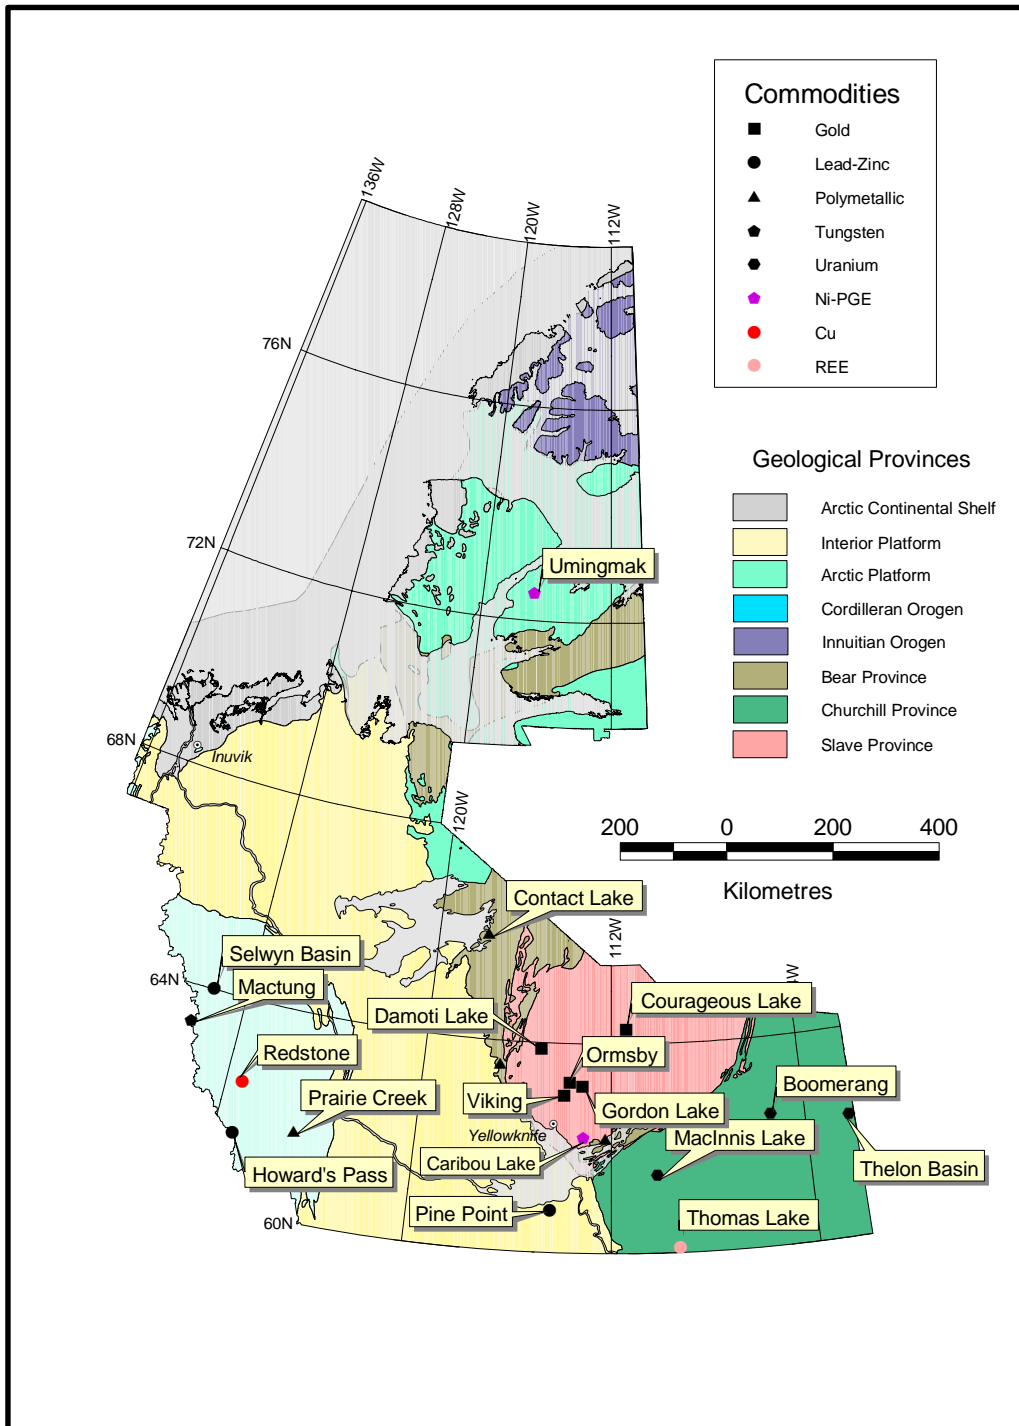 Commodities
Gold
Lead-Zinc
Polymetallic
Tungsten
Uranium
Ni-PGE
Cu
REE
136W
128W
120W
112W
76N
Geological Provinces
Arctic Continental Shelf
Interior Platform
Arctic Platform
Cordilleran Orogen
Innuitian Orogen
Bear Province
Churchill Province
Slave Province
72N
Umingmak
68N
Inuvik
120W
200 0 200 400
Kilometres
Contact Lake
112W
Selwyn Basin
64N
Mactung
Courageous Lake
Damoti Lake
Redstone
Ormsby
Prairie Creek
Viking
Gordon Lake
Boomerang
Yellowknife
MacInnis Lake
Caribou Lake
Howard's Pass
Thelon Basin
Pine Point
Thomas Lake
60N